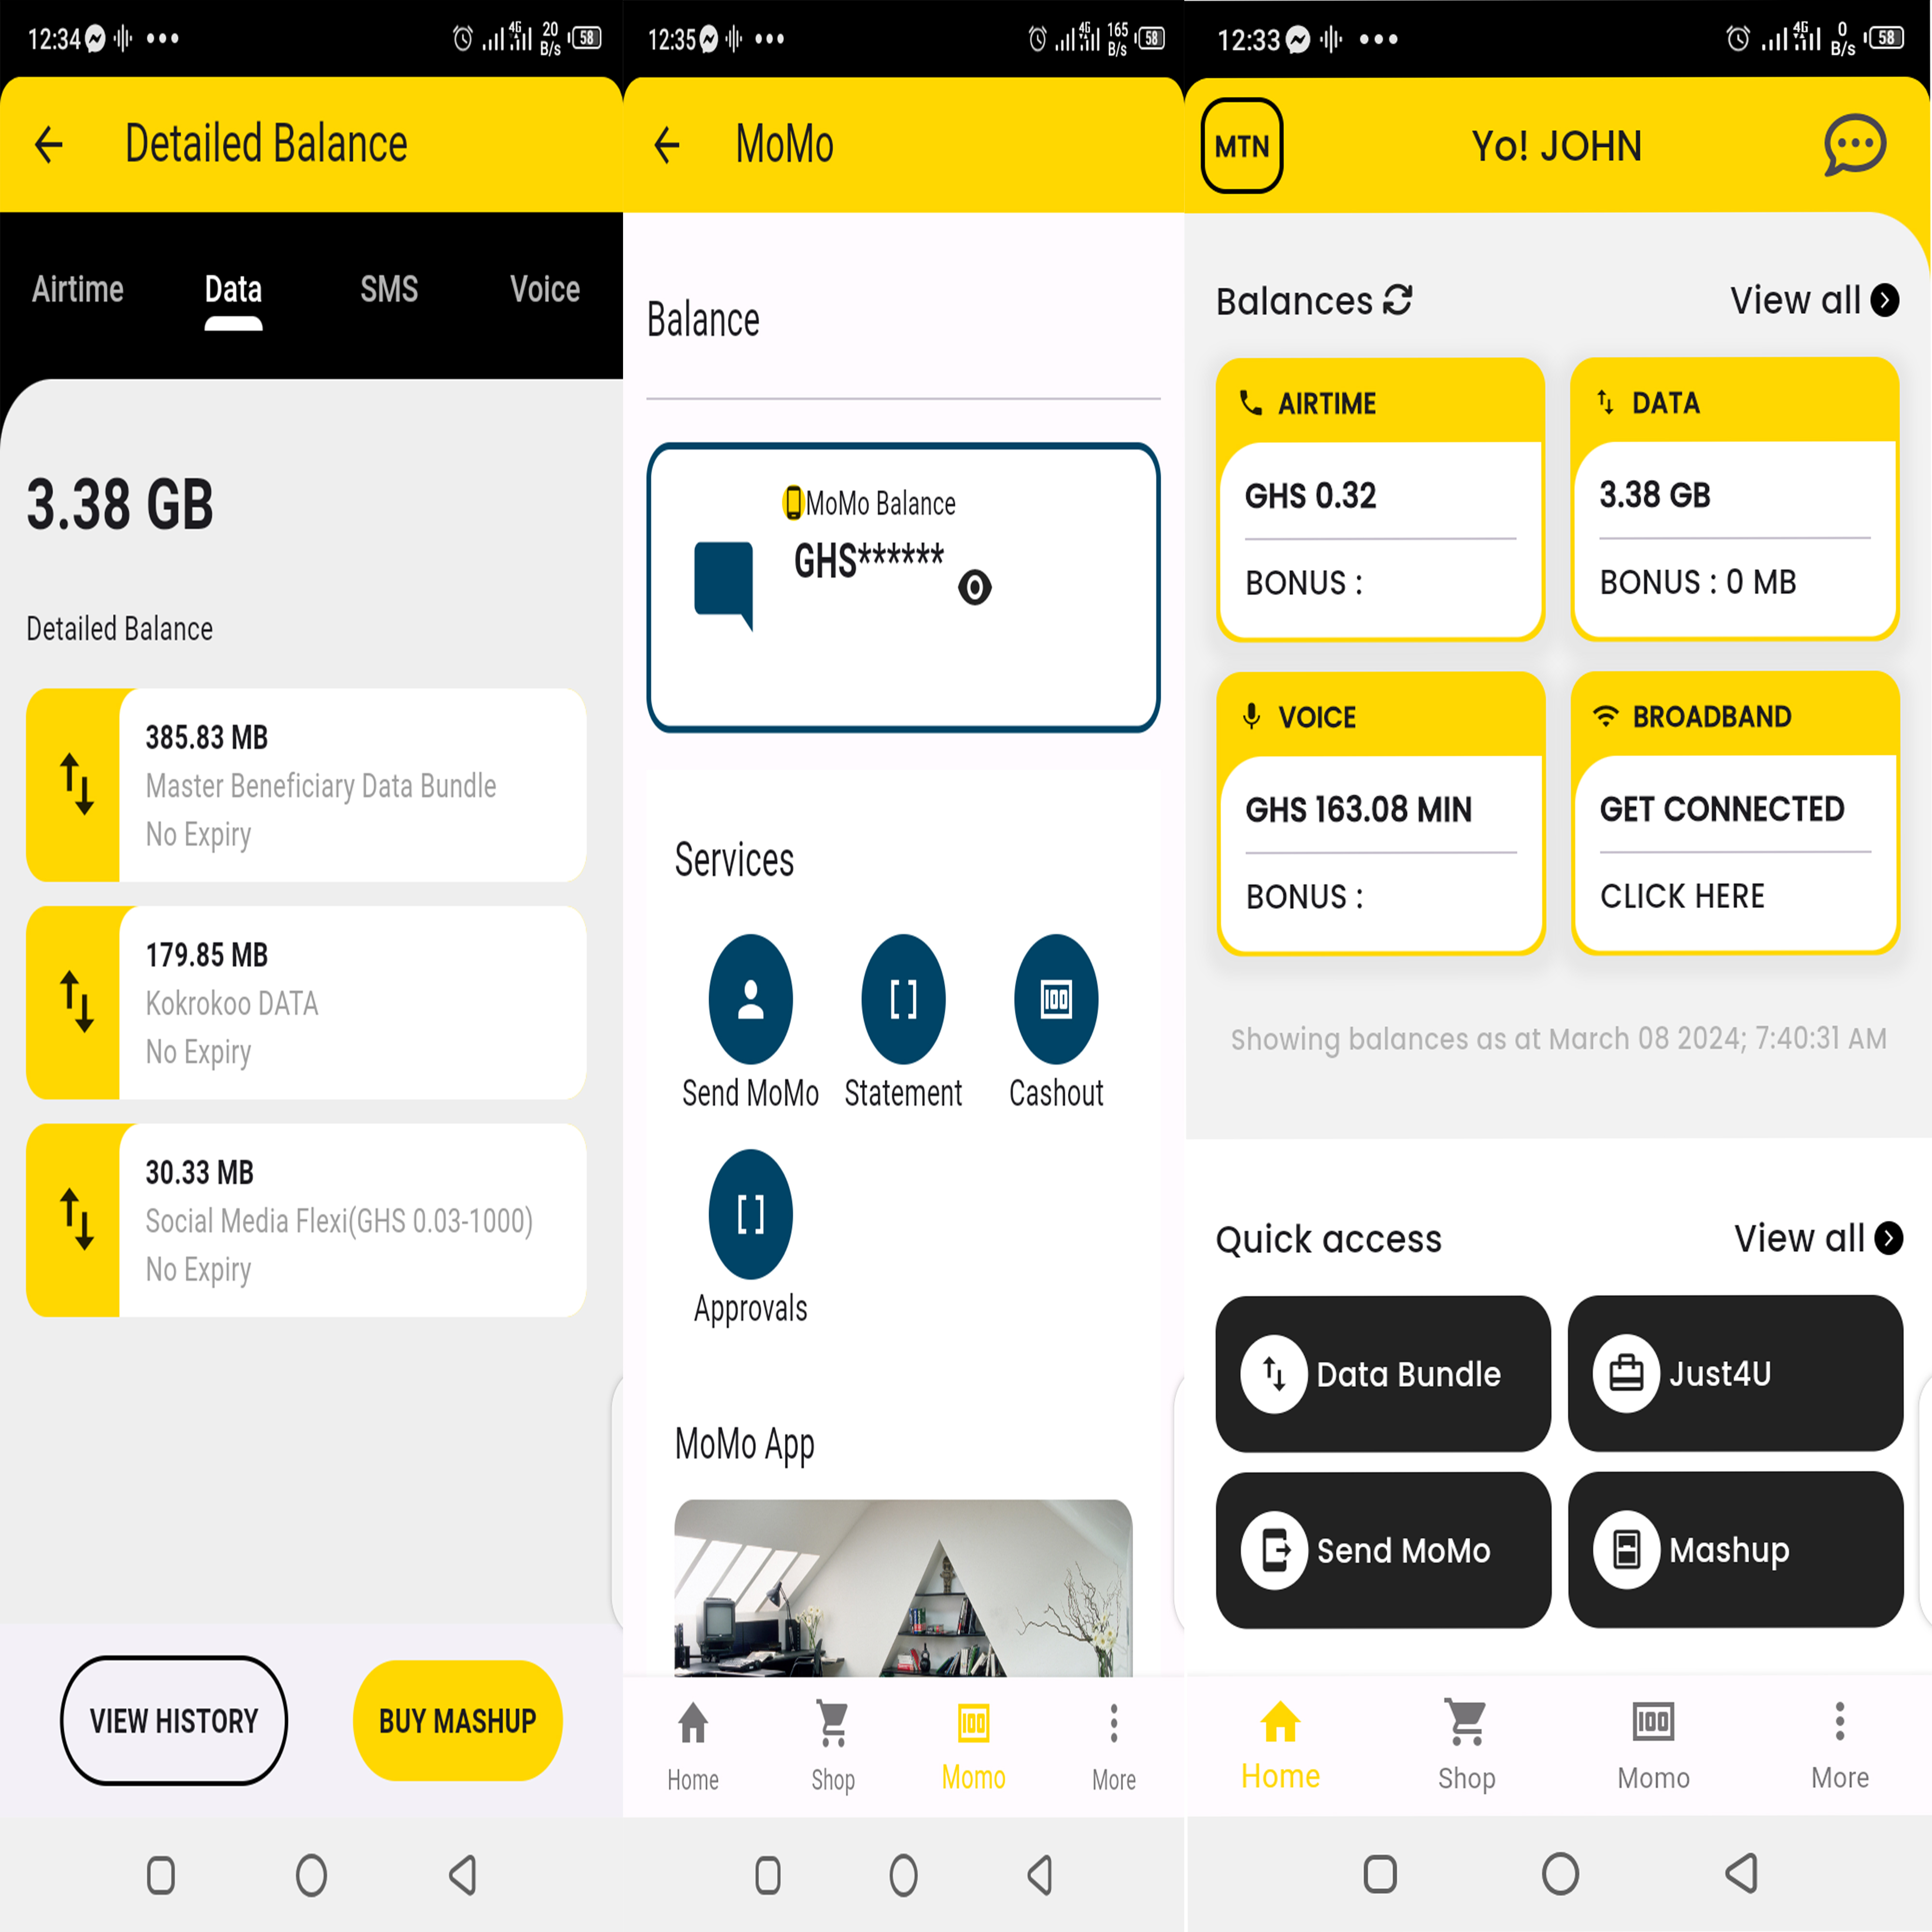 12:34
4G
20
B/s
58
Detailed Balance
Airtime
Data
SMS
Voice
3.38 GB
Detailed Balance
385.83 MB
Master Beneficiary Data Bundle
No Expiry
179.85 MB
Kokrokoo DATA
No Expiry
30.33 MB
Social Media Flexi(GHS 0.03-1000)
No Expiry
VIEW HISTORY
BUY MASHUP
12:35
4G
165
B/s
58
MoMo
Balance
MoMo Balance
GHS******
Services
100
Send MoMo
Statement
Cashout
Approvals
MoMo App
100
Home
Shop
Momo
More
12:33
4G
0
B/s
58
MTN
Yo! JOHN
Balances
View all
AIRTIME
GHS 0.32
BONUS :
DATA
3.38 GB
BONUS : 0 MB
VOICE
GHS 163.08 MIN
BONUS :
BROADBAND
GET CONNECTED
CLICK HERE
Showing balances as at March 08 2024; 7:40:31 AM
Quick access
View all
Data Bundle
Just4U
Send MoMo
Mashup
100
Home
Shop
Momo
More